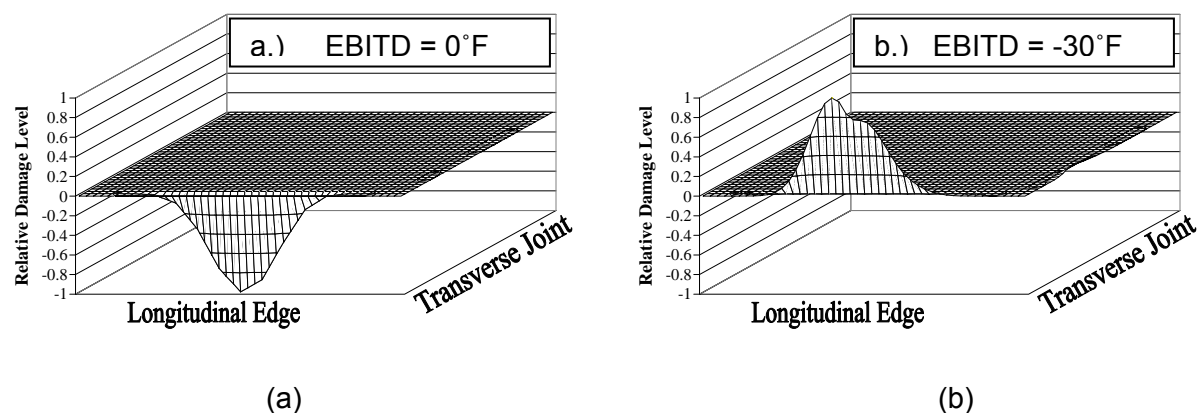 a.) EBITD = 0˚F
Relative Damage Level
1
0.8
0.6
0.4
0.2
0
-0.2
-0.4
-0.6
-0.8
-1
Longitudinal Edge
Transverse Joint
(a)
b.) EBITD = -30˚F
Relative Damage Level
1
0.8
0.6
0.4
0.2
0
-0.2
-0.4
-0.6
-0.8
-1
Longitudinal Edge
Transverse Joint
(b)